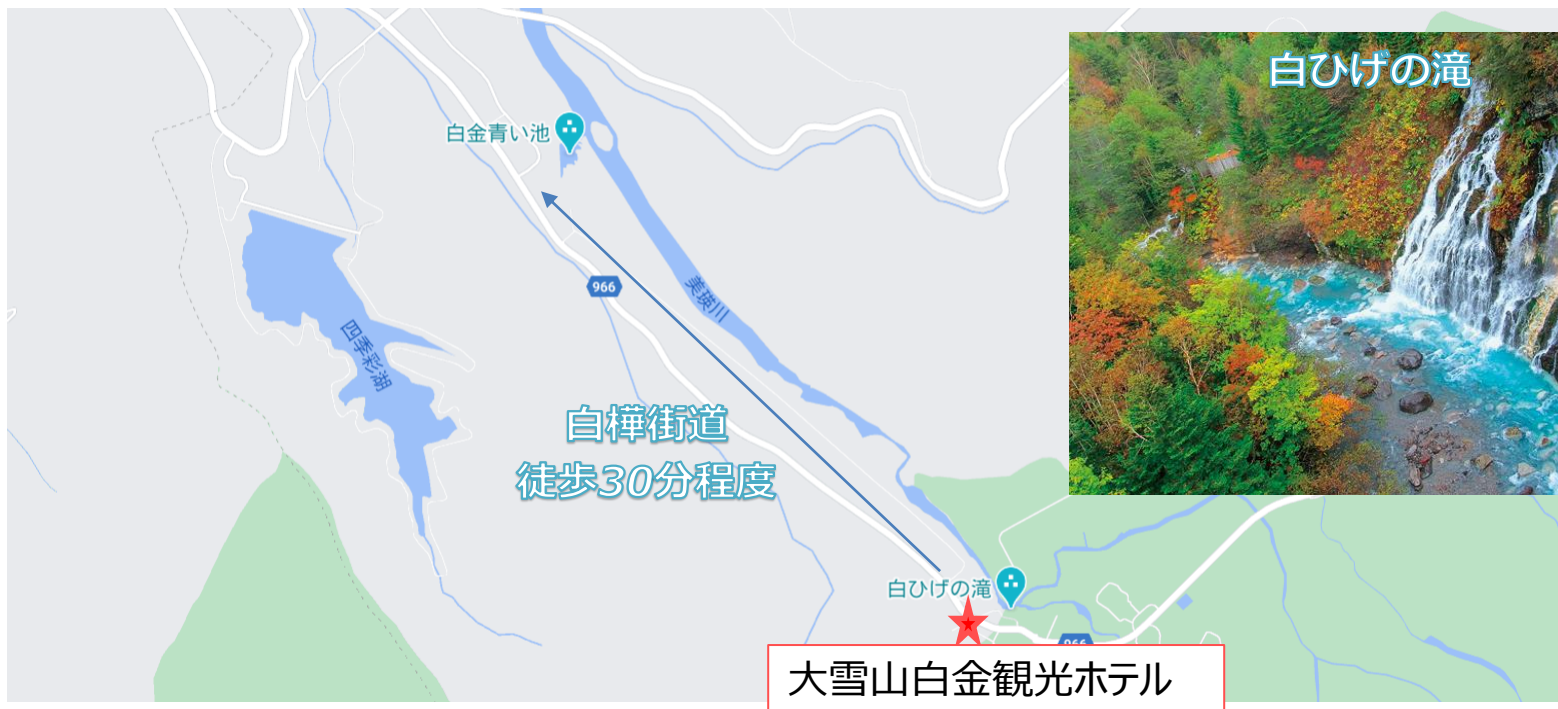 白ひげの滝
白金青い池
966
美瑛川
四季彩湖
白樺街道
徒歩30分程度
白ひげの滝
966
大雪山白金観光ホテル